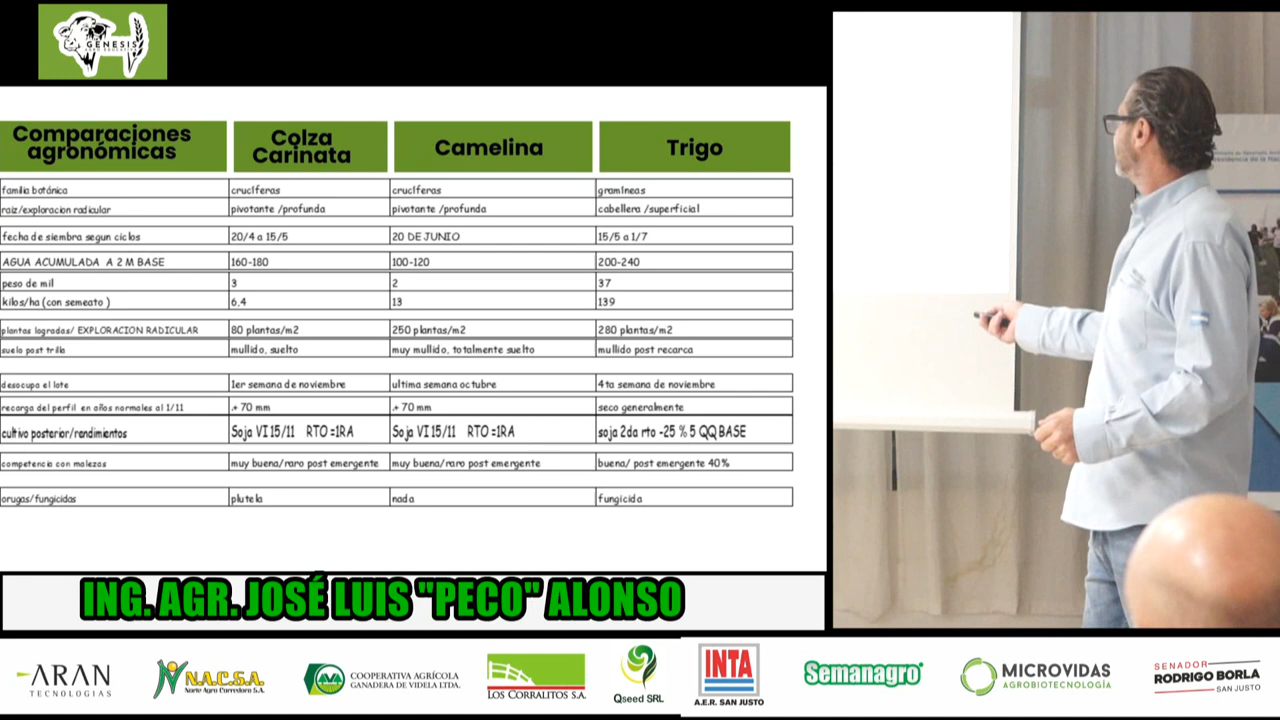 GÉNESIS
AGRO EDUCATIVA
Comparaciones agronómicas
Colza Carinata
Camelina
Trigo
familia botánica crucíferas crucíferas gramíneas
raiz/exploracion radicular pivotante /profunda pivotante /profunda cabellera /superficial
fecha de siembra segun ciclos 20/4 a 15/5 20 DE JUNIO 15/5 a 1/7
AGUA ACUMULADA A 2 M BASE 160-180 100-120 200-240
peso de mil 3 2 37
kilos/ha (con semeato ) 6.4 13 139
plantas logradas/ EXPLORACION RADICULAR 80 plantas/m2 250 plantas/m2 280 plantas/m2
suelo post trilla mullido, suelto muy mullido, totalmente suelto mullido post recarca
desocupa el lote 1er semana de noviembre ultima semana octubre 4ta semana de noviembre
recarga del perfil en años normales al 1/11 .+ 70 mm .+ 70 mm seco generalmente
cultivo posterior/rendimientos Soja VI 15/11 RTO =1RA Soja VI 15/11 RTO =1RA soja 2da rto -25 % 5 QQ BASE
competencia con malezas muy buena/raro post emergente muy buena/raro post emergente buena/ post emergente 40%
orugas/fungicidas plutela nada fungicida
ING. AGR. JOSÉ LUIS "PECO" ALONSO
ARAN
TECNOLOGIAS
N.A.C.S.A.
Norte Agro Corredora S.A.
COOPERATIVA AGRÍCOLA
GANADERA DE VIDELA LTDA.
LOS CORRALITOS S.A.
Qseed SRL
INTA
A.E.R. SAN JUSTO
Semanagro
MICROVIDAS
AGROBIOTECNOLOGÍA
SENADOR
RODRIGO BORLA
SAN JUSTO